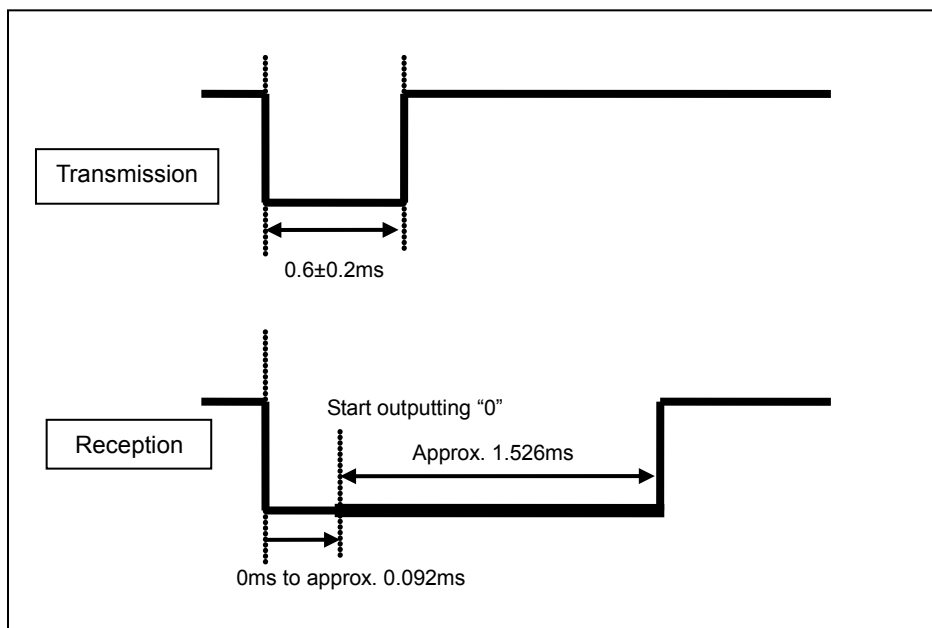 Transmission
0.6±0.2ms
Start outputting “0”
Reception
Approx. 1.526ms
0ms to approx. 0.092ms